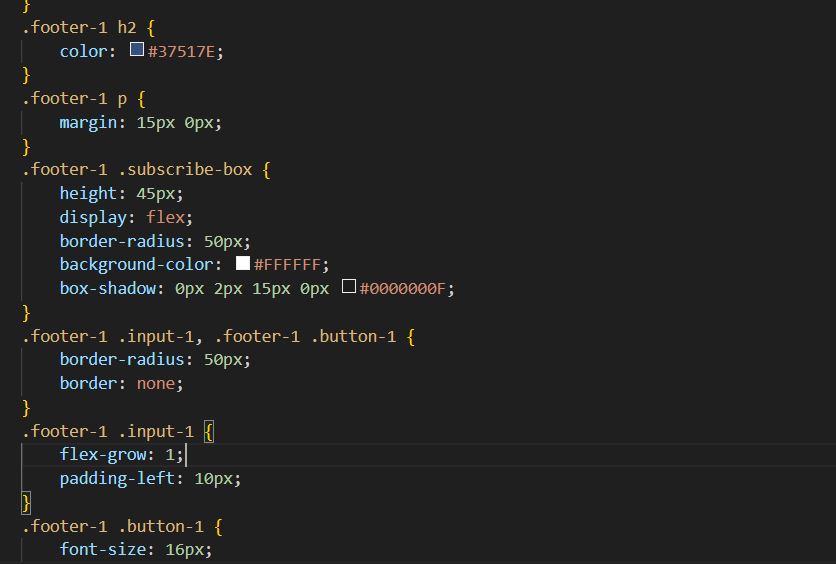 }
.footer-1 h2 {
    color: #37517E;
}
.footer-1 p {
    margin: 15px 0px;
}
.footer-1 .subscribe-box {
    height: 45px;
    display: flex;
    border-radius: 50px;
    background-color: #FFFFFF;
    box-shadow: 0px 2px 15px 0px #0000000F;
}
.footer-1 .input-1, .footer-1 .button-1 {
    border-radius: 50px;
    border: none;
}
.footer-1 .input-1 {
    flex-grow: 1;
    padding-left: 10px;
}
.footer-1 .button-1 {
    font-size: 16px;